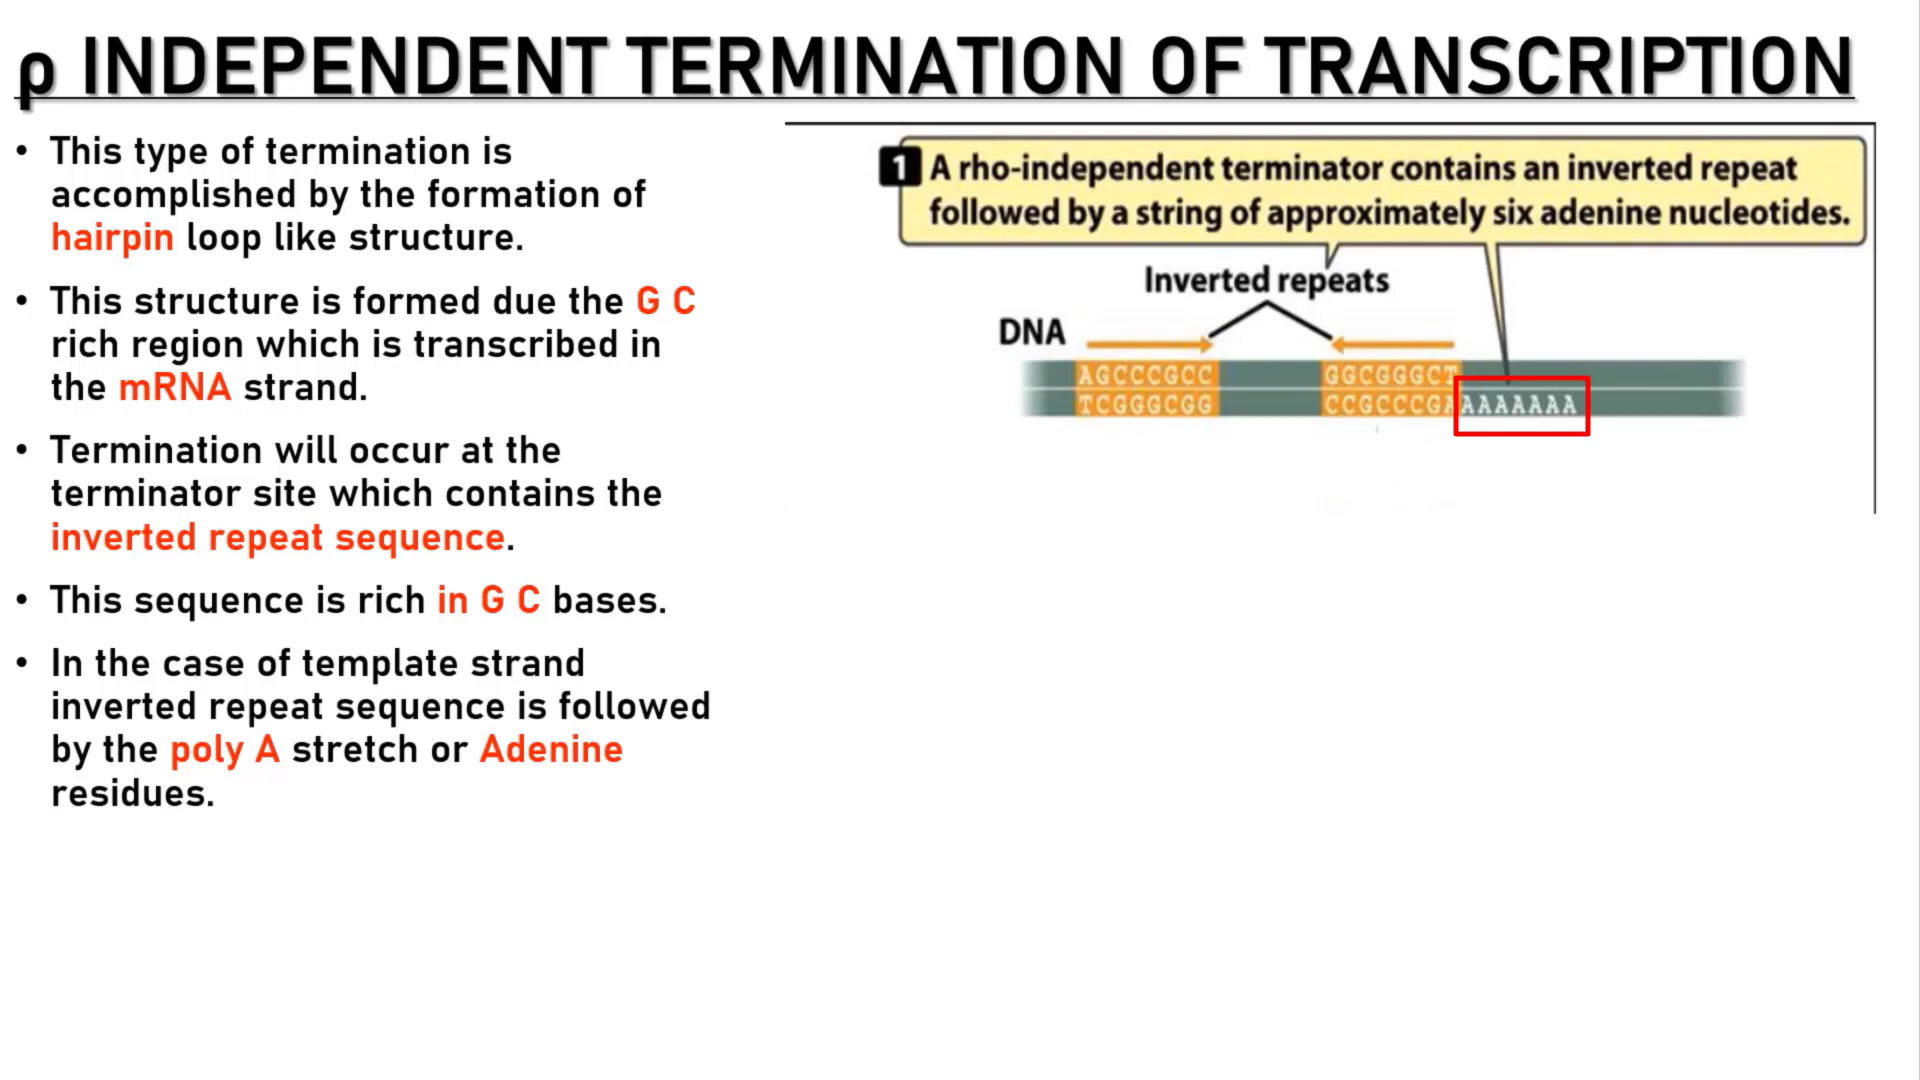 ρ INDEPENDENT TERMINATION OF TRANSCRIPTION
• This type of termination is
accomplished by the formation of
hairpin loop like structure.
• This structure is formed due the G C
rich region which is transcribed in
the mRNA strand.
• Termination will occur at the
terminator site which contains the
inverted repeat sequence.
• This sequence is rich in G C bases.
• In the case of template strand
inverted repeat sequence is followed
by the poly A stretch or Adenine
residues.
1 A rho-independent terminator contains an inverted repeat
followed by a string of approximately six adenine nucleotides.
Inverted repeats
DNA
AGCCCGCC GGCGGGCT
TCGGGCGG CCGCCCGAAAAAAAA